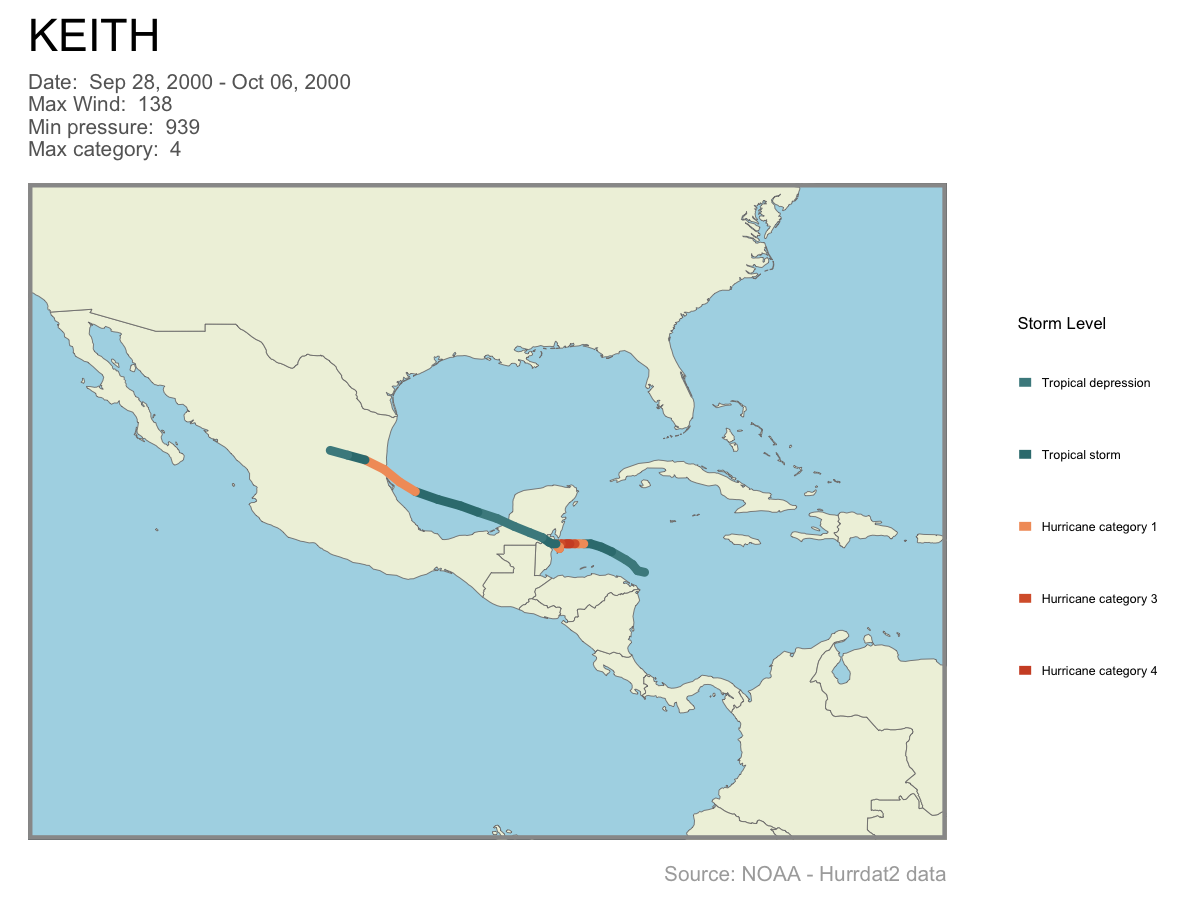 KEITH
Date:  Sep 28, 2000 - Oct 06, 2000
Max Wind:  138
Min pressure:  939
Max category:  4
Storm Level
Tropical depression
Tropical storm
Hurricane category 1
Hurricane category 3
Hurricane category 4
Source: NOAA - Hurrdat2 data